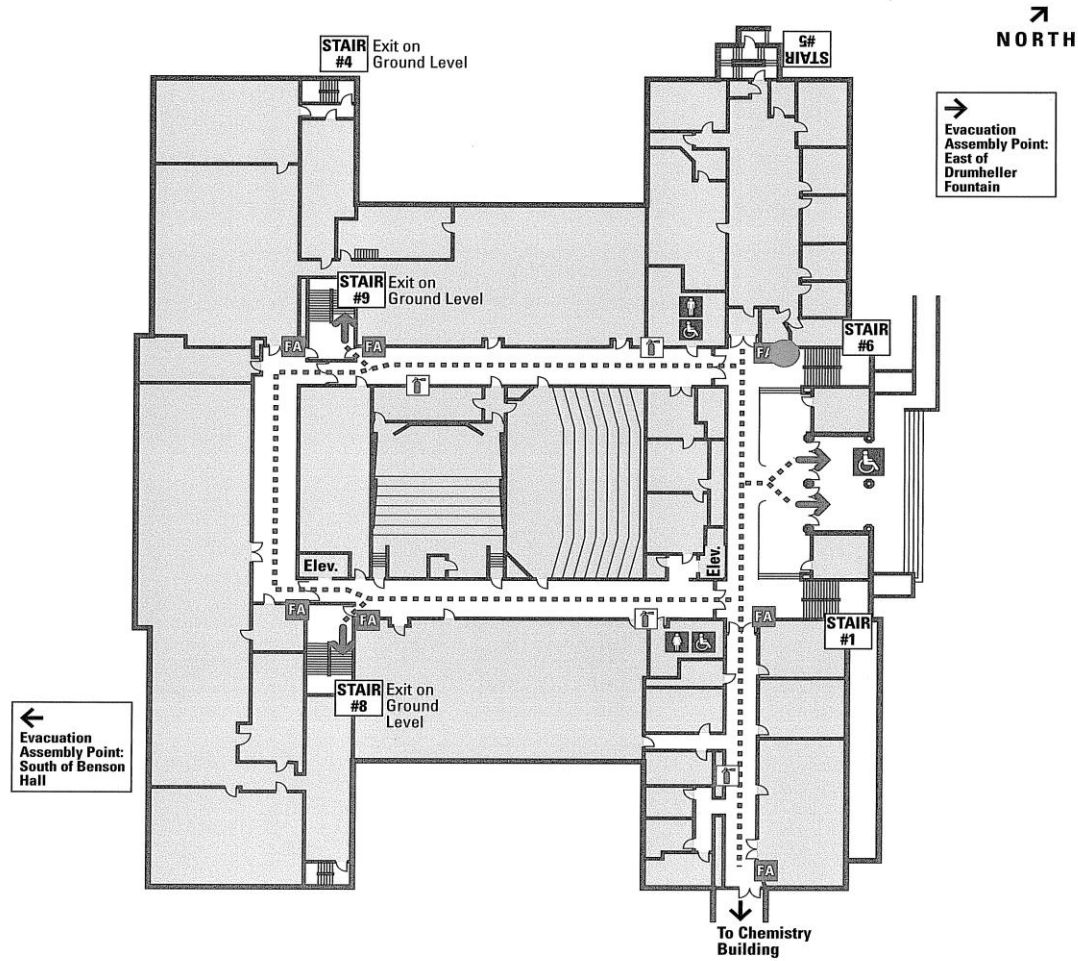 NORTH
STAIR
#4
Exit on
Ground Level
STAIR
#5
Evacuation
Assembly Point:
East of
Drumheller
Fountain
STAIR
#9
Exit on
Ground Level
STAIR
#6
FA
FA
FA
Elev.
Elev.
FA
FA
FA
STAIR
#1
STAIR
#8
Exit on
Ground
Level
Evacuation
Assembly Point:
South of Benson
Hall
FA
To Chemistry
Building